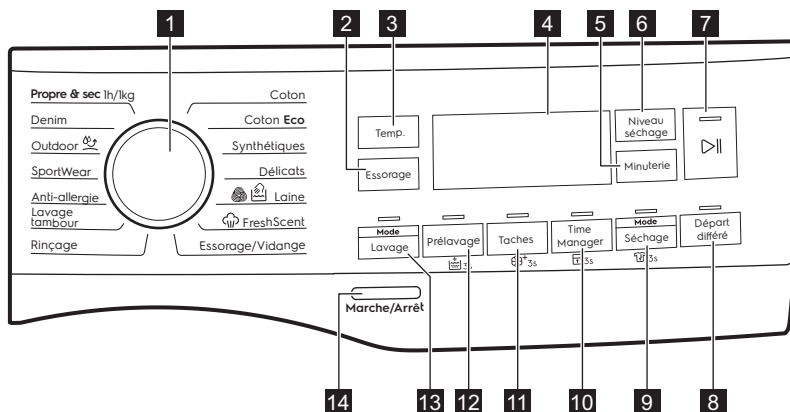 1
2
3
4
5
6
7
Propre & sec 1h/1kg
Denim
Outdoor
SportWear
Anti-allergie
Lavage
tambour
Rinçage
Coton
Coton Eco
Synthétiques
Délicats
Laine
FreshScent
Essorage/Vidange
Temp.
Essorage
Niveau
séchage
Minuterie
Mode
Lavage
Prélavage
3s
Taches
3s
Time
Manager
3s
Mode
Séchage
3s
Départ
différé
Marche/Arrêt
14
13
12
11
10
9
8